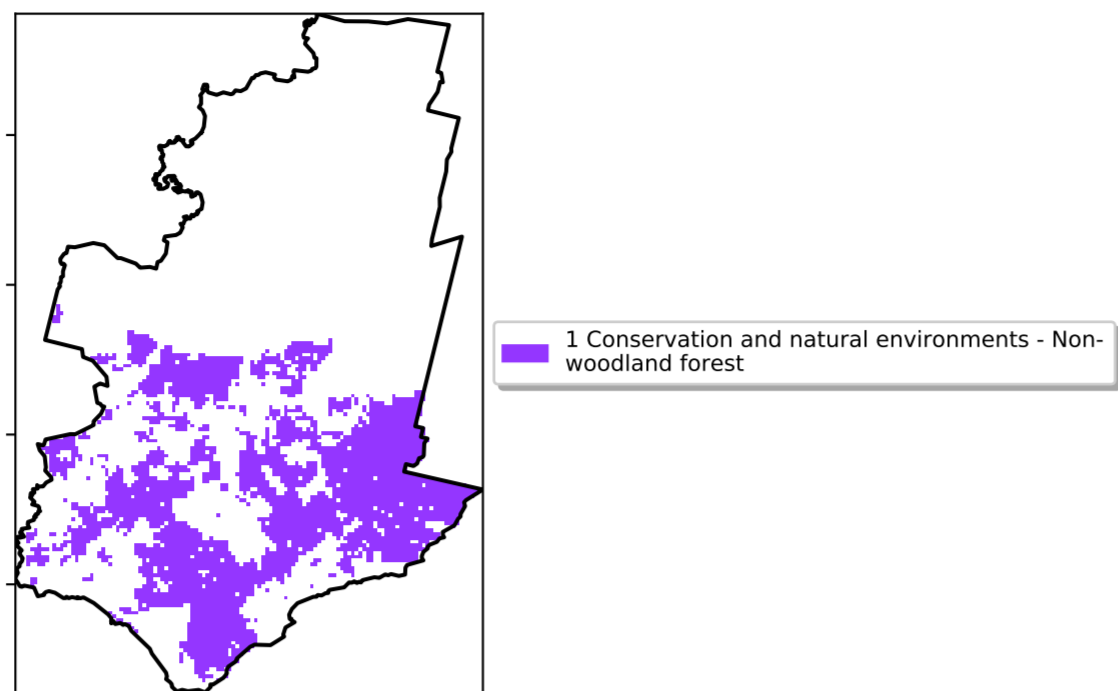 1 Conservation and natural environments - Non-
woodland forest